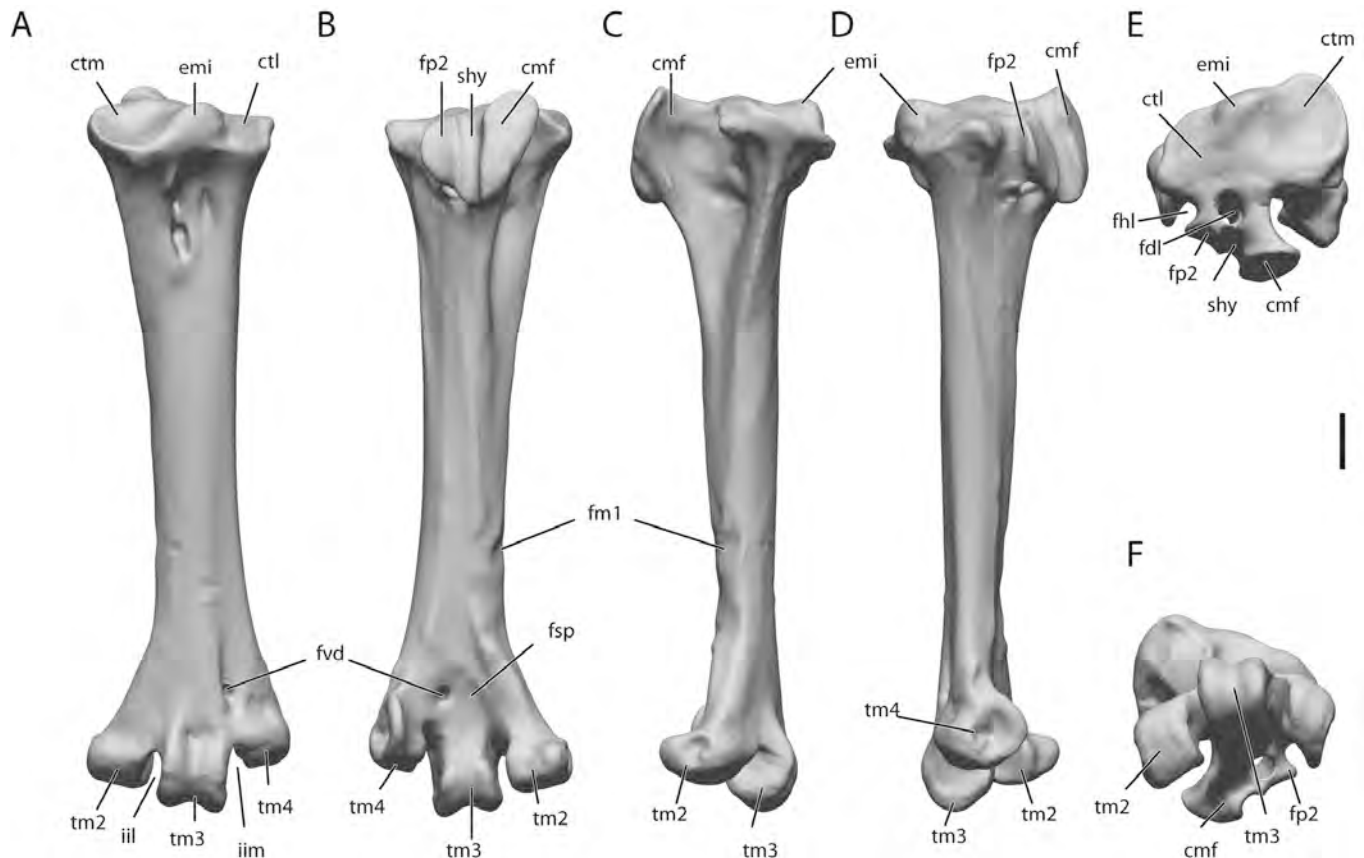 A
B
C
D
E
ctm
emi
ctl
fp2
shy
cmf
cmf
emi
fp2
cmf
ctm
emi
ctl
fhl
fdl
fp2
shy
cmf
fm1
fvd
fsp
tm2
iil
tm3
iim
tm4
tm4
tm3
tm2
tm2
tm3
tm4
tm3
tm2
F
tm2
cmf
tm3
fp2